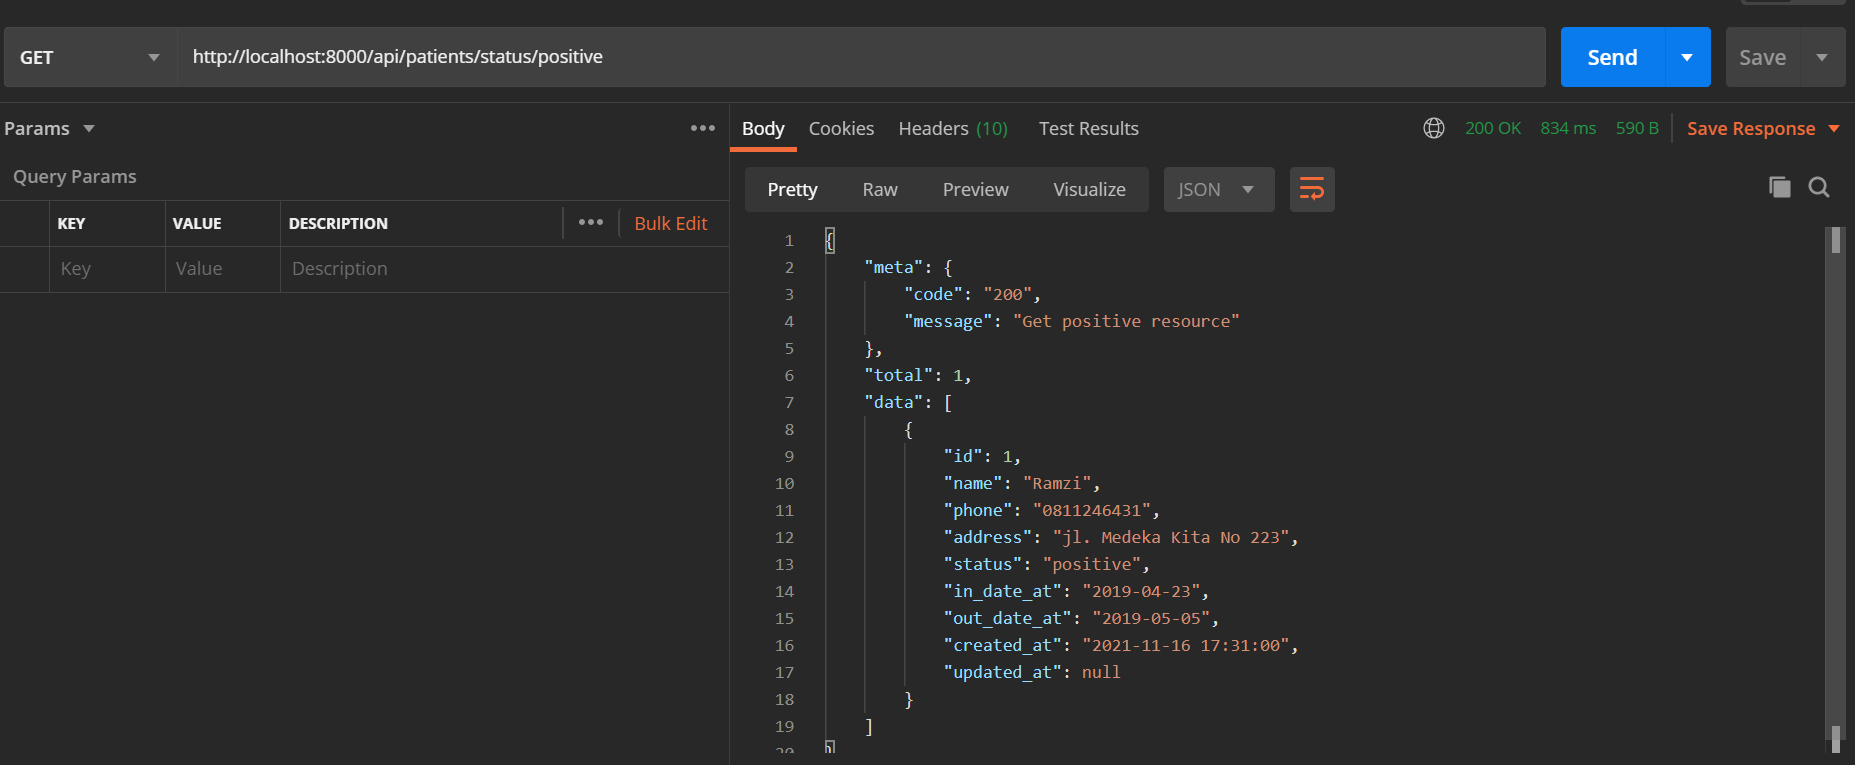 GET http://localhost:8000/api/patients/status/positive Send Save
Params ••• Body Cookies Headers (10) Test Results 200 OK 834 ms 590 B Save Response
Query Params
KEY VALUE DESCRIPTION ••• Bulk Edit
Key Value Description
Pretty Raw Preview Visualize JSON
1 {
2 "meta": {
3 "code": "200",
4 "message": "Get positive resource"
5 },
6 "total": 1,
7 "data": [
8 {
9 "id": 1,
10 "name": "Ramzi",
11 "phone": "0811246431",
12 "address": "jl. Medeka Kita No 223",
13 "status": "positive",
14 "in_date_at": "2019-04-23",
15 "out_date_at": "2019-05-05",
16 "created_at": "2021-11-16 17:31:00",
17 "updated_at": null
18 }
19 ]
20 }